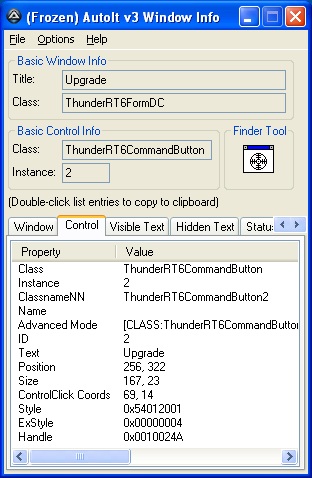 (Frozen) AutoIt v3 Window Info
File Options Help
Basic Window Info
Title: Upgrade
Class: ThunderRT6FormDC
Basic Control Info Finder Tool
Class: ThunderRT6CommandButton
Instance: 2
(Double-click list entries to copy to clipboard)
Window Control Visible Text Hidden Text Status
Property Value
Class ThunderRT6CommandButton
Instance 2
ClassnameNN ThunderRT6CommandButton2
Name
Advanced Mode [CLASS:ThunderRT6CommandButton
ID 2
Text Upgrade
Position 256, 322
Size 167, 23
ControlClick Coords 69, 14
Style 0x54012001
ExStyle 0x00000004
Handle 0x0010024A